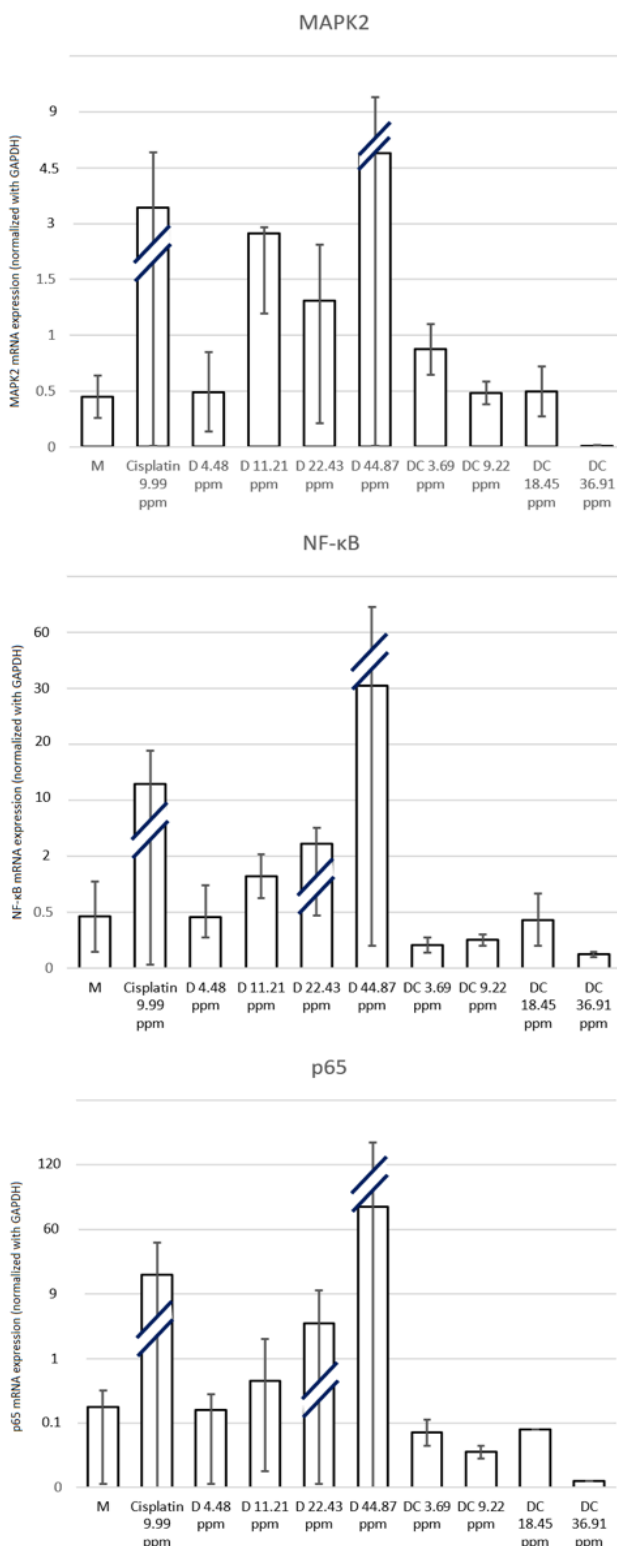 MAPK2
MAPK2 mRNA expression (normalized with GAPDH)
9
4.5
3
1.5
1
0.5
0
M Cisplatin D 4.48 D 11.21 D 22.43 D 44.87 DC 3.69 DC 9.22 DC DC
9.99 ppm ppm ppm ppm ppm ppm 18.45 36.91
ppm ppm ppm
NF-κB
NF-κB mRNA expression (normalized with GAPDH)
60
30
20
10
2
0.5
0
M Cisplatin D 4.48 D 11.21 D 22.43 D 44.87 DC 3.69 DC 9.22 DC DC
9.99 ppm ppm ppm ppm ppm ppm 18.45 36.91
ppm ppm ppm
p65
p65 mRNA expression (normalized with GAPDH)
120
60
9
1
0.1
0
M Cisplatin D 4.48 D 11.21 D 22.43 D 44.87 DC 3.69 DC 9.22 DC DC
9.99 ppm ppm ppm ppm ppm ppm 18.45 36.91
ppm ppm ppm